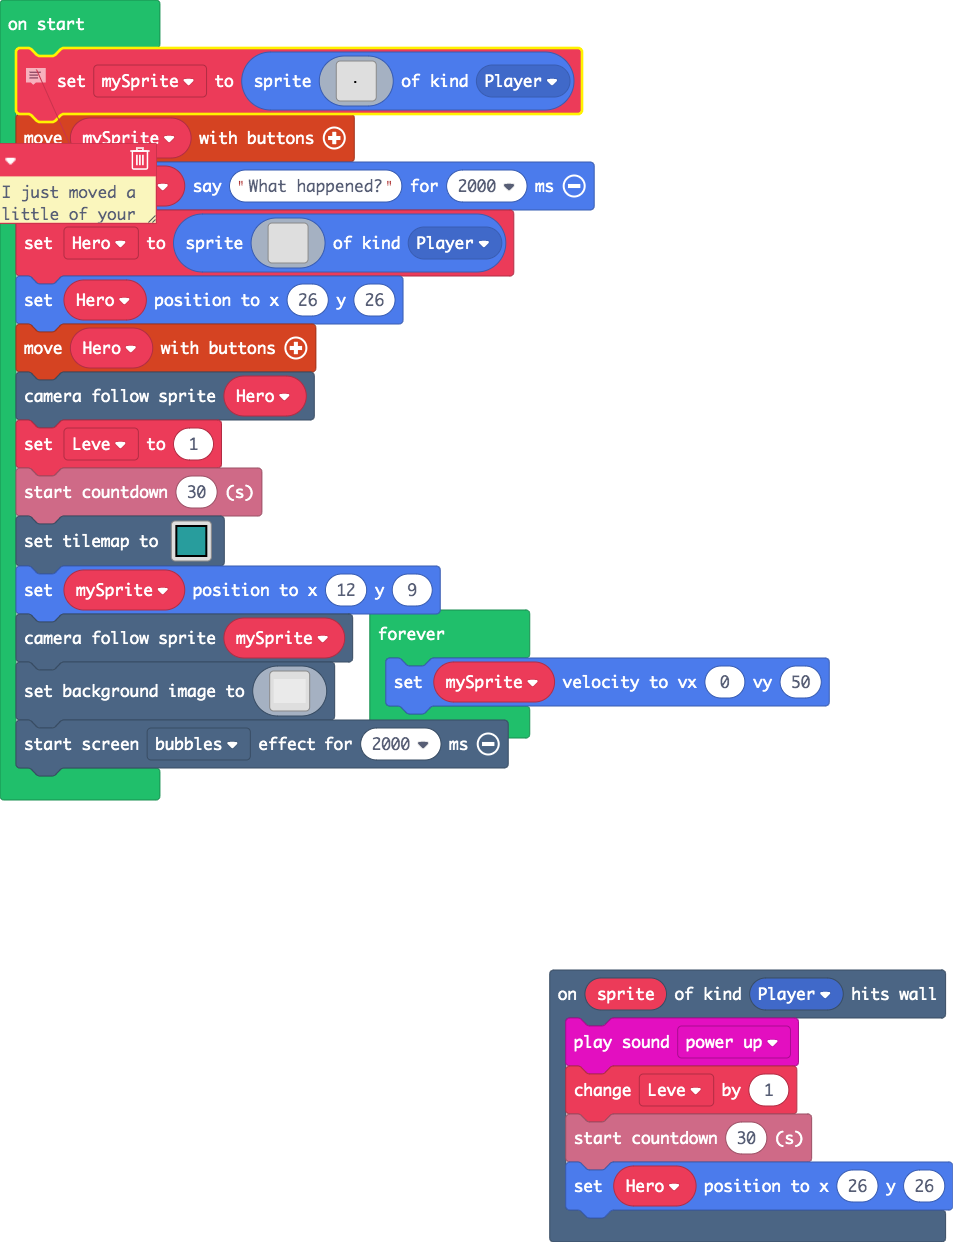 on start
set mySprite to sprite of kind Player
move mySprite with buttons
I just moved a
little of your
say "What happened?" for 2000 ms
set Hero to sprite of kind Player
set Hero position to x 26 y 26
move Hero with buttons
camera follow sprite Hero
set Leve to 1
start countdown 30 (s)
set tilemap to
set mySprite position to x 12 y 9
camera follow sprite mySprite
set background image to
start screen bubbles effect for 2000 ms
forever
set mySprite velocity to vx 0 vy 50
on sprite of kind Player hits wall
play sound power up
change Leve by 1
start countdown 30 (s)
set Hero position to x 26 y 26